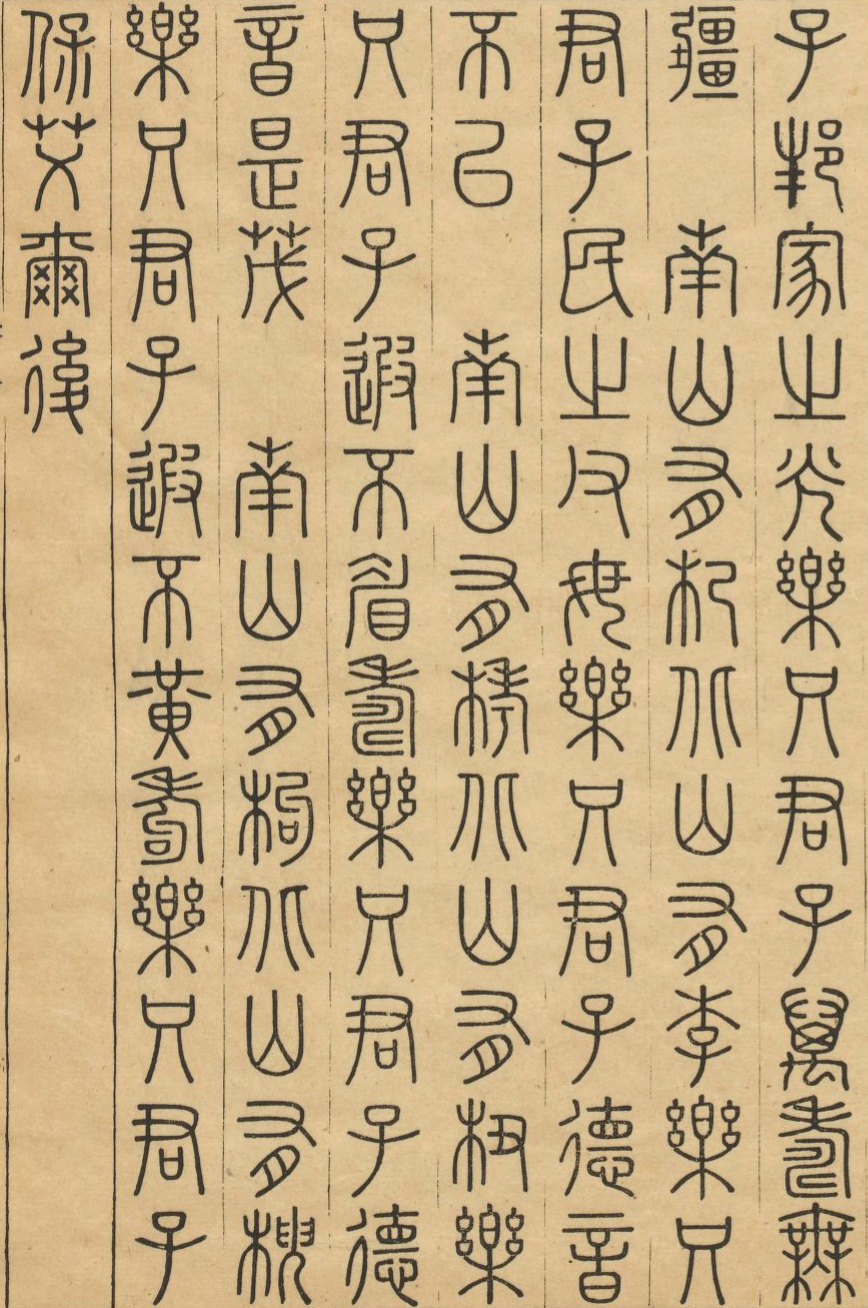 子邦家之光樂只君子萬壽無
疆　南山有杞北山有李樂只
君子民之父母樂只君子德音
不已　南山有栲北山有杻樂
只君子遐不眉壽樂只君子德
音是茂　南山有枸北山有楰
樂只君子遐不黃耇樂只君子
保艾爾後